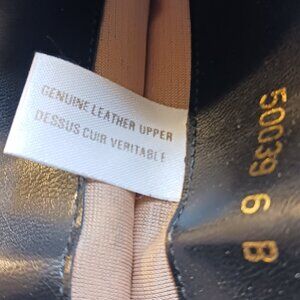 GENUINE LEATHER UPPER
DESSUS CUIR VERITABLE
50039 6 B